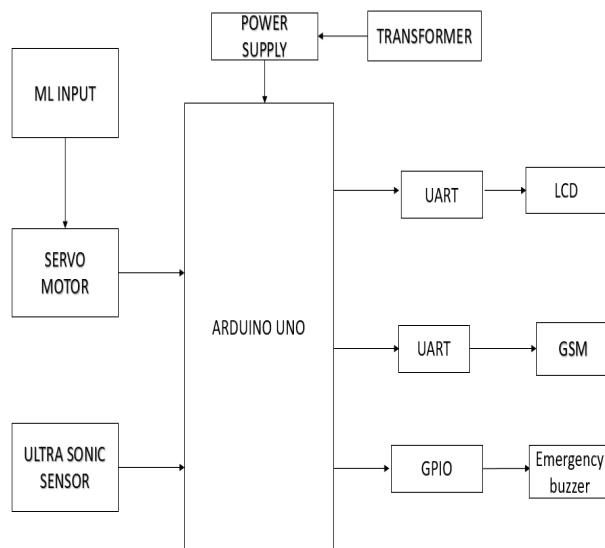 POWER
SUPPLY
TRANSFORMER
ML INPUT
UART
LCD
SERVO
MOTOR
ARDUINO UNO
UART
GSM
ULTRA SONIC
SENSOR
GPIO
Emergency
buzzer